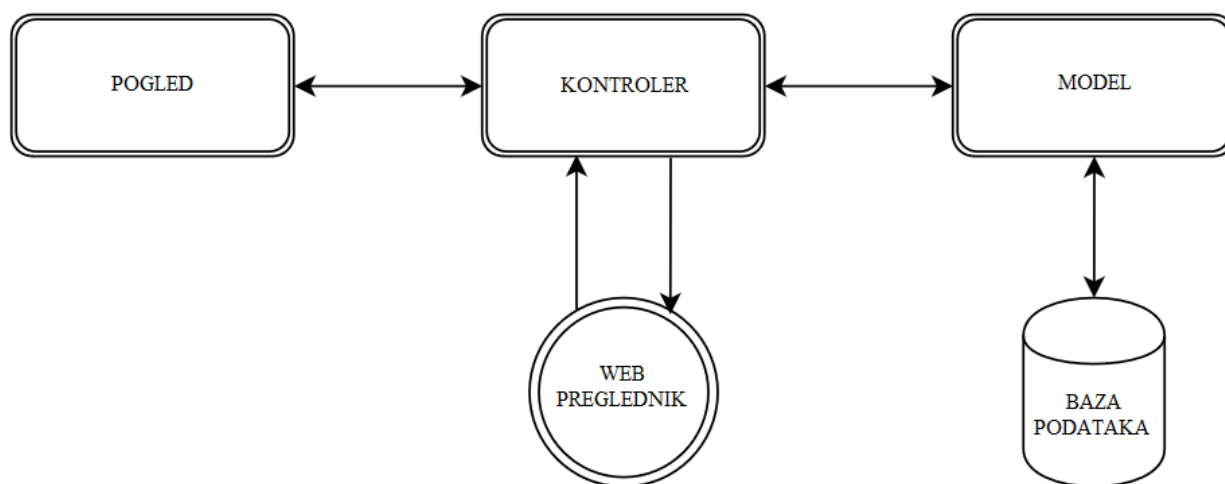 POGLED
KONTROLER
MODEL
WEB
PREGLEDNIK
BAZA
PODATAKA